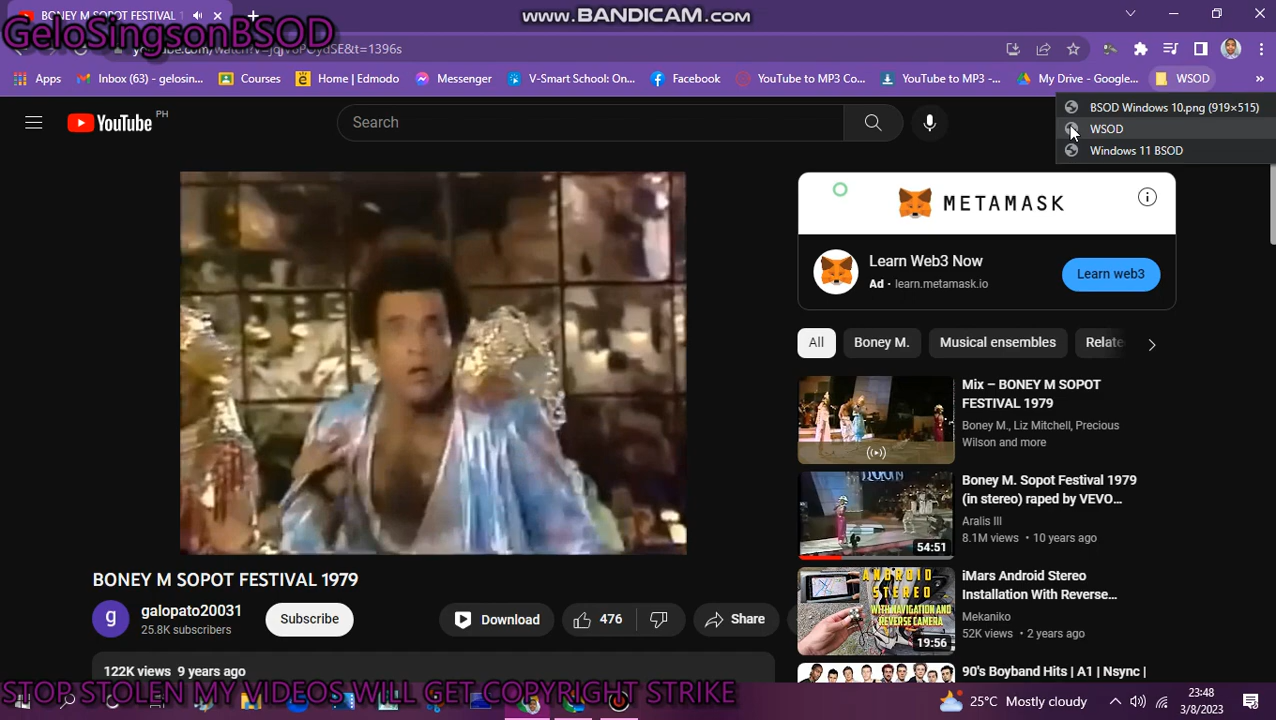 BONEY M SOPOT FESTIVAL 1
www.BANDICAM.com
GeloSingsonBSOD
Apps
Inbox (63) - gelosin...
Courses
Home | Edmodo
Messenger
V-Smart School: On...
Facebook
YouTube to MP3 Co...
YouTube to MP3 -...
My Drive - Google...
WSOD
»
BSOD Windows 10.png (919×515)
WSOD
Windows 11 BSOD
YouTube PH
Search
METAMASK
Learn Web3 Now
Ad · learn.metamask.io
Learn web3
All
Boney M.
Musical ensembles
Relate
Mix – BONEY M SOPOT
FESTIVAL 1979
Boney M., Liz Mitchell, Precious
Wilson and more
Boney M. Sopot Festival 1979
(in stereo) raped by VEVO...
Aralis III
8.1M views · 10 years ago
54:51
ANDROID
STEREO
WITH NAVIGATION AND
REVERSE CAMERA
19:56
iMars Android Stereo
Installation With Reverse...
Mekaniko
52K views · 2 years ago
90's Boyband Hits | A1 | Nsync |
BONEY M SOPOT FESTIVAL 1979
galopato20031
25.8K subscribers
g
Subscribe
Download
476
Share
122K views 9 years ago
STOP STOLEN MY VIDEOS WILL GET COPYRIGHT STRIKE
25°C Mostly cloudy
23:48
3/8/2023